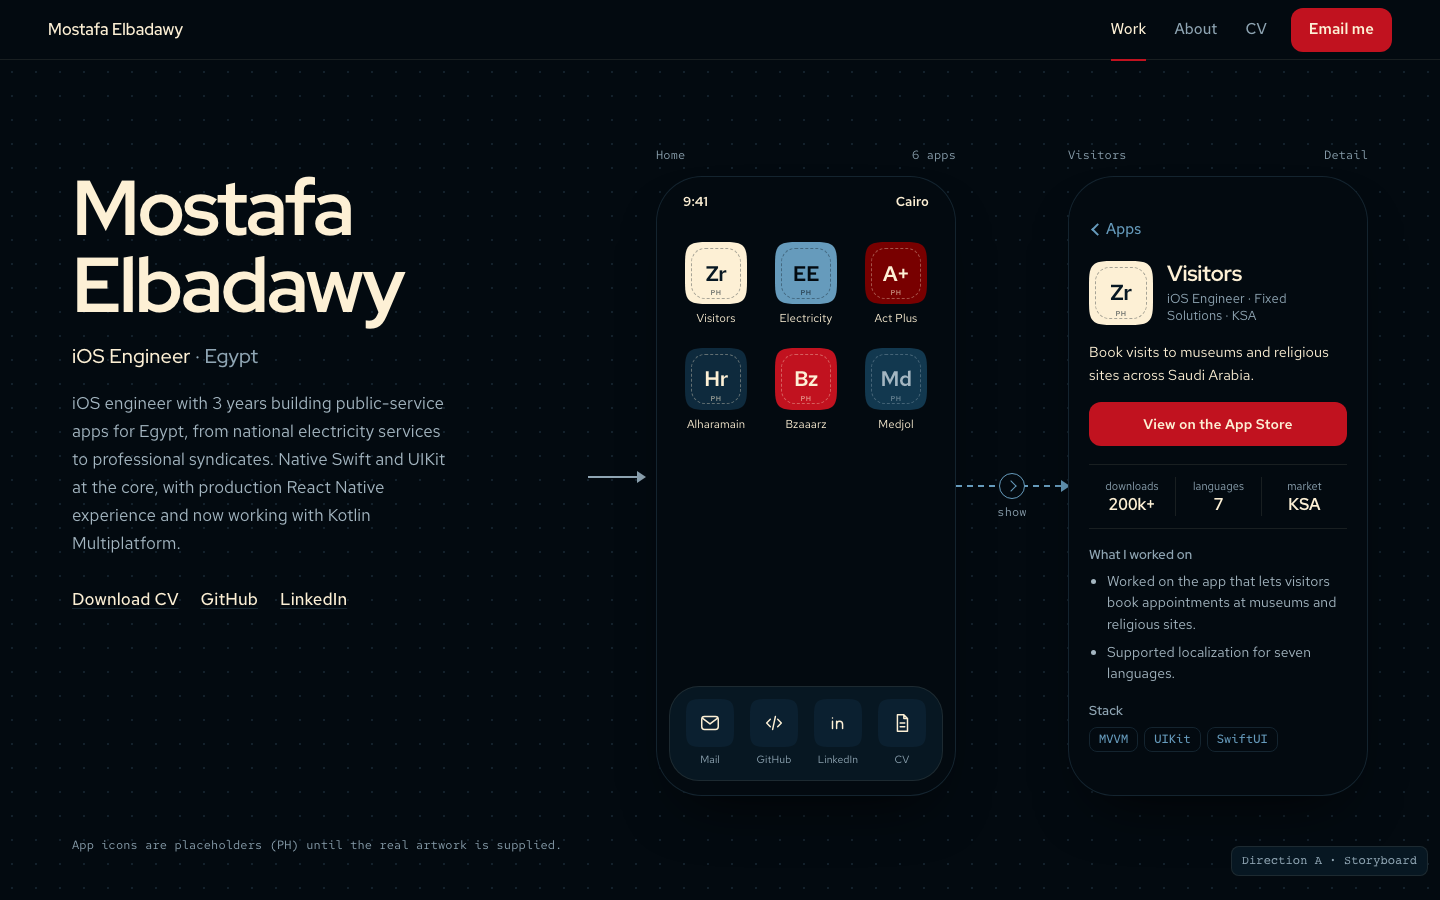 Mostafa Elbadawy
Work
About
CV
Email me
Mostafa
Elbadawy
iOS Engineer · Egypt
iOS engineer with 3 years building public-service
apps for Egypt, from national electricity services
to professional syndicates. Native Swift and UIKit
at the core, with production React Native
experience and now working with Kotlin
Multiplatform.
Download CV
GitHub
LinkedIn
App icons are placeholders (PH) until the real artwork is supplied.
Home
6 apps
9:41
Cairo
Zr
PH
Visitors
EE
PH
Electricity
A+
PH
Act Plus
Hr
PH
Alharamain
Bz
PH
Bzaaarz
Md
PH
Medjol
Mail
GitHub
in
LinkedIn
CV
show
Visitors
Detail
Apps
Zr
PH
Visitors
iOS Engineer · Fixed
Solutions · KSA
Book visits to museums and religious
sites across Saudi Arabia.
View on the App Store
downloads
200k+
languages
7
market
KSA
What I worked on
Worked on the app that lets visitors
book appointments at museums and
religious sites.
Supported localization for seven
languages.
Stack
MVVM
UIKit
SwiftUI
Direction A · Storyboard